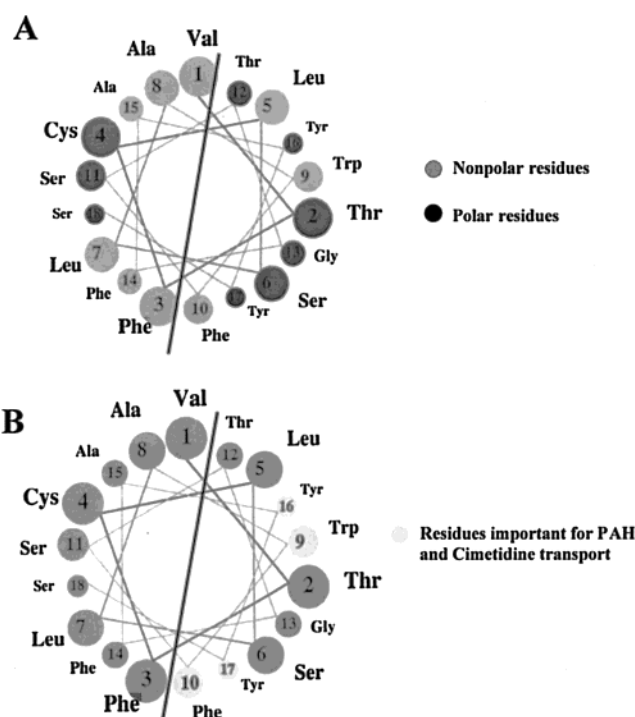 A
Val
Ala
Thr
1
Leu
8
12
Ala
5
15
Tyr
Cys
4
16
Trp
9
Nonpolar residues
Ser
11
Thr
2
Polar residues
Ser
18
Gly
13
7
Leu
6
Ser
14
Phe
3
17
10
Tyr
Phe
Phe
B
Val
Ala
Thr
1
Leu
8
12
Ala
5
15
Tyr
Cys
4
16
Trp
9
Residues important for PAH
and Cimetidine transport
Ser
11
Thr
2
Ser
18
Gly
13
7
Leu
6
Ser
14
Phe
17
3
10
Tyr
Phe
Phe